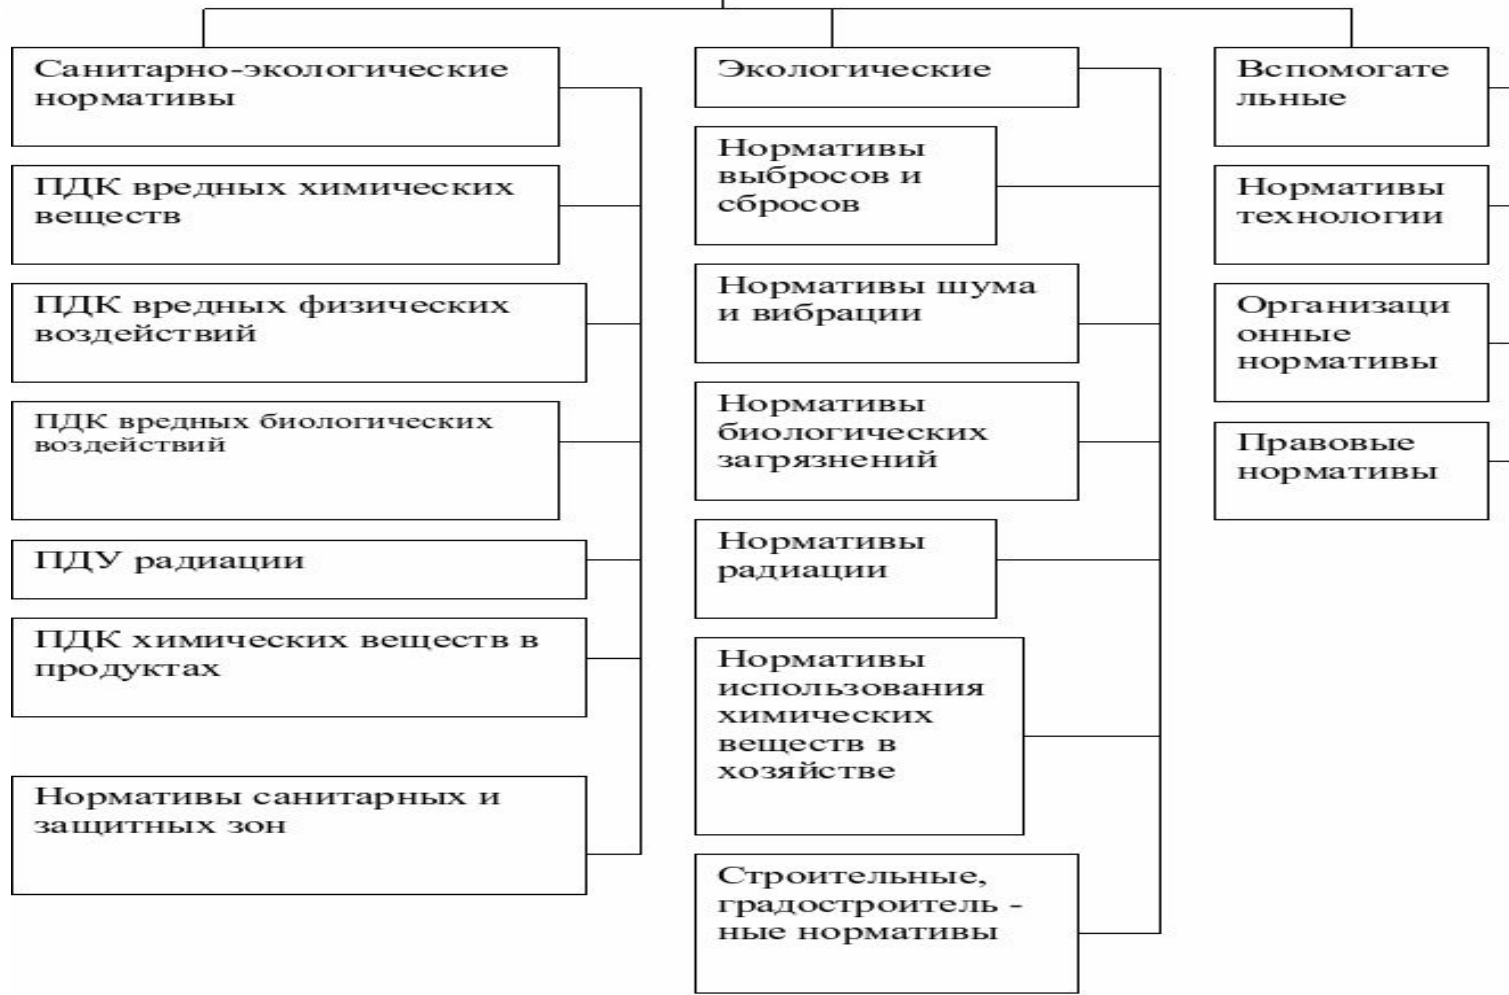 Санитарно-экологические
нормативы
ПДК вредных химических
веществ
ПДК вредных физических
воздействий
ПДК вредных биологических
воздействий
ПДУ радиации
ПДК химических веществ в
продуктах
Нормативы санитарных и
защитных зон
Экологические
Нормативы
выбросов и
сбросов
Нормативы шума
и вибрации
Нормативы
биологических
загрязнений
Нормативы
радиации
Нормативы
использования
химических
веществ в
хозяйстве
Строительные,
градостроитель -
ные нормативы
Вспомогате
льные
Нормативы
технологии
Организаци
онные
нормативы
Правовые
нормативы